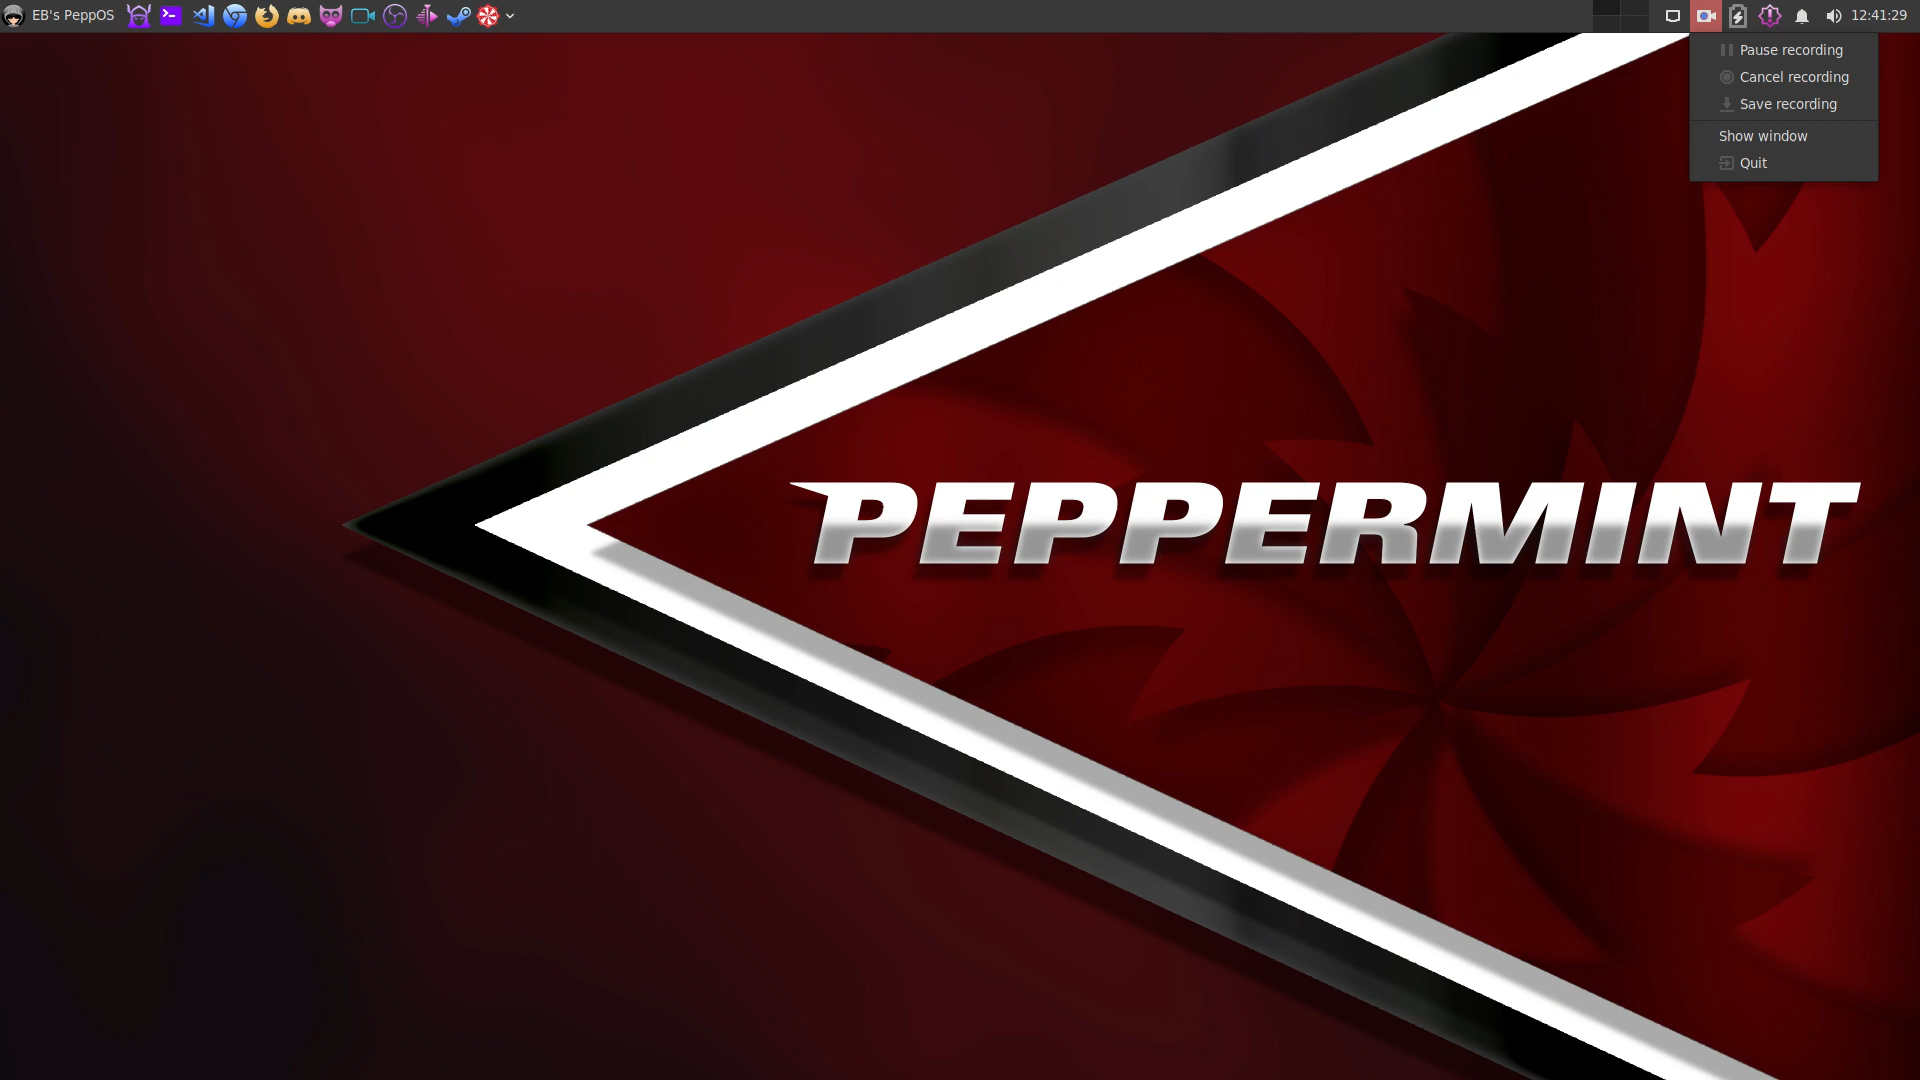 EB's PeppOS
12:41:29
Pause recording
Cancel recording
Save recording
Show window
Quit
PEPPERMINT